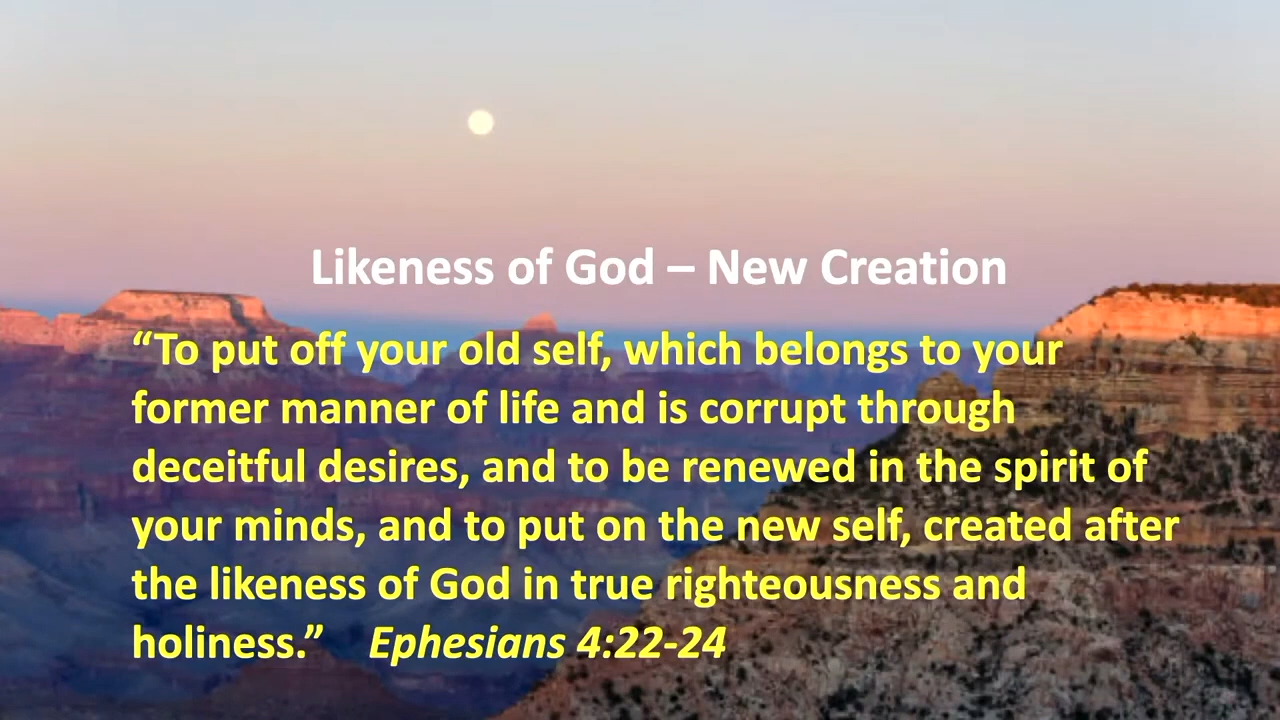 Likeness of God – New Creation
“To put off your old self, which belongs to your
former manner of life and is corrupt through
deceitful desires, and to be renewed in the spirit of
your minds, and to put on the new self, created after
the likeness of God in true righteousness and
holiness.” Ephesians 4:22-24